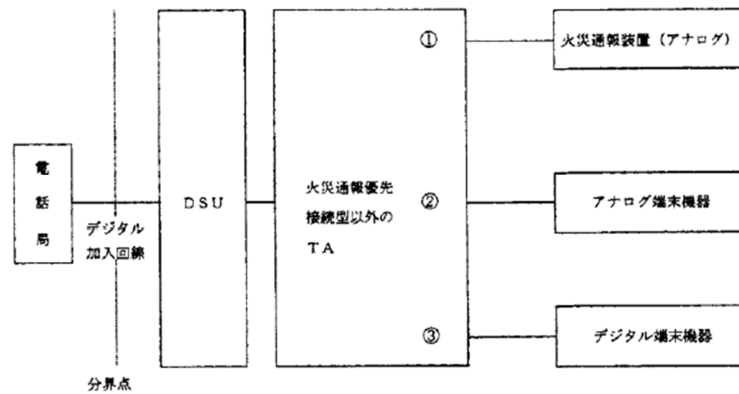 ① 火災通報装置（アナログ）
電
話
局
デジタル
加入回線
DSU
火災通報優先
接続型以外の
TA
② アナログ端末機器
③ デジタル端末機器
分界点